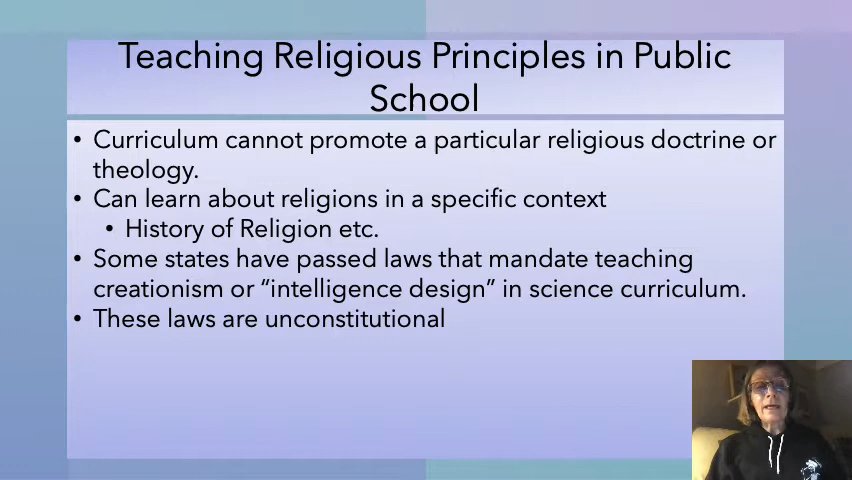 Teaching Religious Principles in Public
School
• Curriculum cannot promote a particular religious doctrine or
theology.
• Can learn about religions in a specific context
• History of Religion etc.
• Some states have passed laws that mandate teaching
creationism or “intelligence design” in science curriculum.
• These laws are unconstitutional